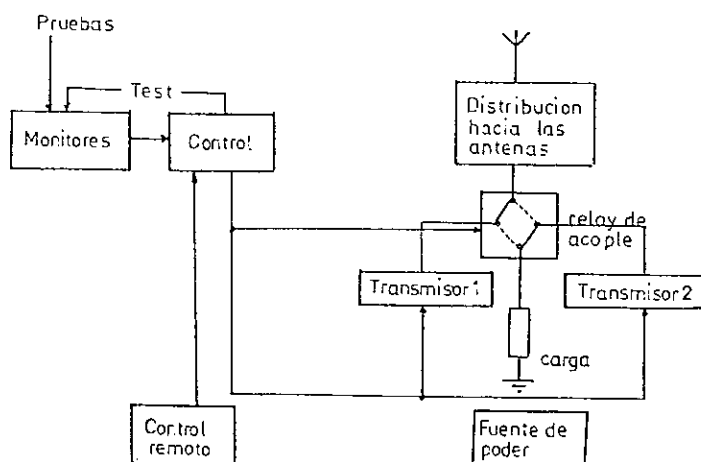 Pruebas
Test
Monitores
Control
Distribucion
hacia las
antenas
relay de
acople
Transmisor 1
Transmisor 2
carga
Control
remoto
Fuente de
poder